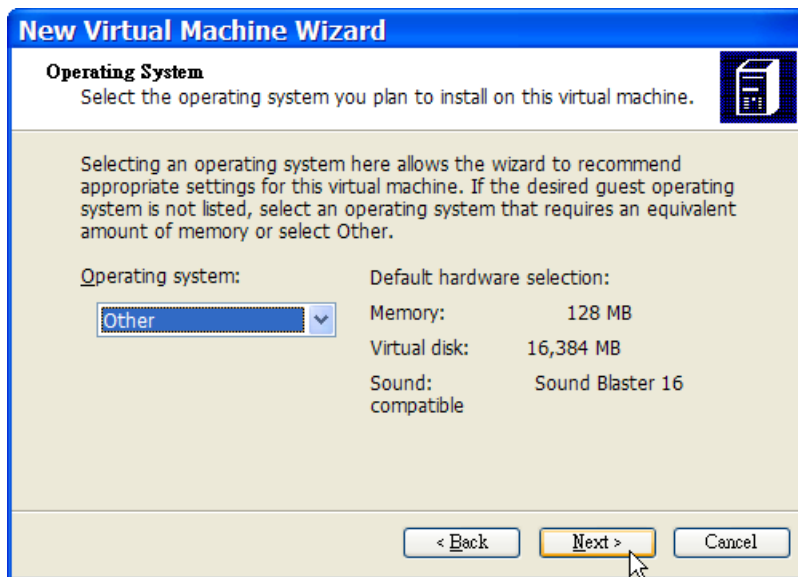 New Virtual Machine Wizard
Operating System
Select the operating system you plan to install on this virtual machine.
Selecting an operating system here allows the wizard to recommend
appropriate settings for this virtual machine. If the desired guest operating
system is not listed, select an operating system that requires an equivalent
amount of memory or select Other.
Operating system:
Other
Default hardware selection:
Memory: 128 MB
Virtual disk: 16,384 MB
Sound: Sound Blaster 16
compatible
< Back Next > Cancel